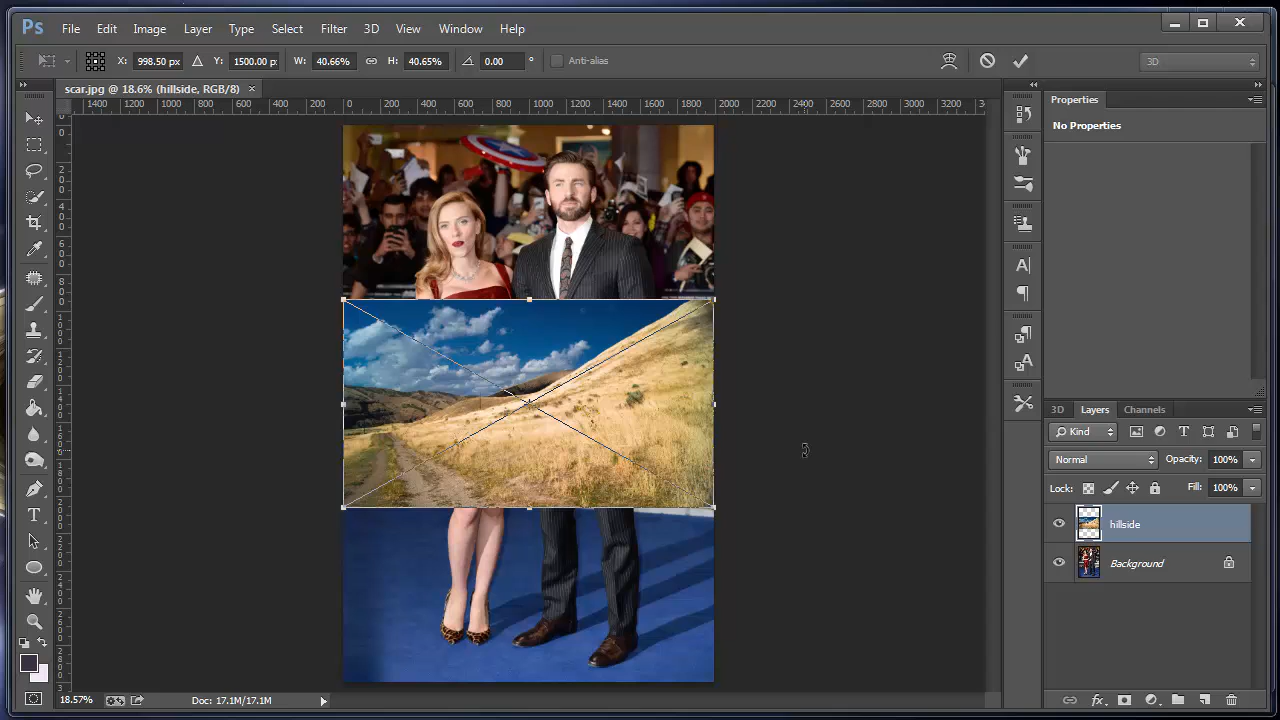 Ps File Edit Image Layer Type Select Filter 3D View Window Help
X: 998.50 px Y: 1500.00 px W: 40.66% H: 40.65% 0.00 ° Anti-alias 3D
scar.jpg @ 18.6% (hillside, RGB/8) ×
1400 1200 1000 800 600 400 200 0 200 400 600 800 1000 1200 1400 1600 1800 2000 2200 2400 2600 2800 3000 3200
Properties
No Properties
3D Layers Channels
Kind
Normal Opacity: 100%
Lock: Fill: 100%
hillside
Background
fx
18.57% Doc: 17.1M/17.1M